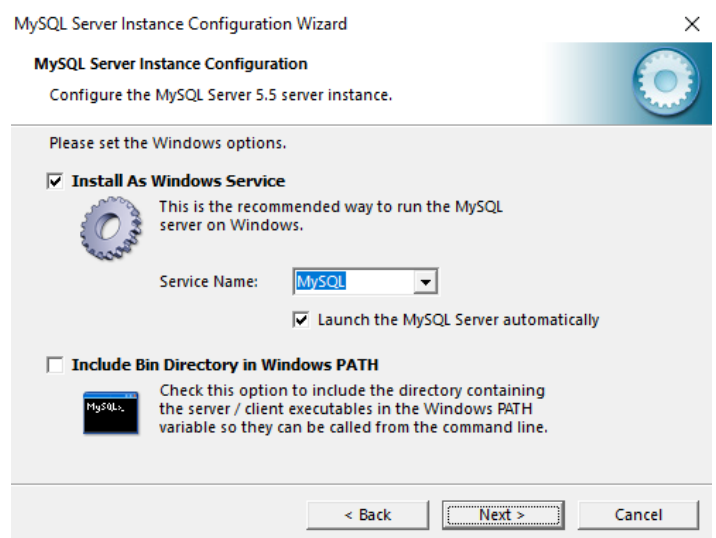 MySQL Server Instance Configuration Wizard
MySQL Server Instance Configuration
Configure the MySQL Server 5.5 server instance.
Please set the Windows options.
Install As Windows Service
This is the recommended way to run the MySQL
server on Windows.
Service Name: MySQL
Launch the MySQL Server automatically
Include Bin Directory in Windows PATH
MySQL>_
Check this option to include the directory containing
the server / client executables in the Windows PATH
variable so they can be called from the command line.
< Back Next > Cancel